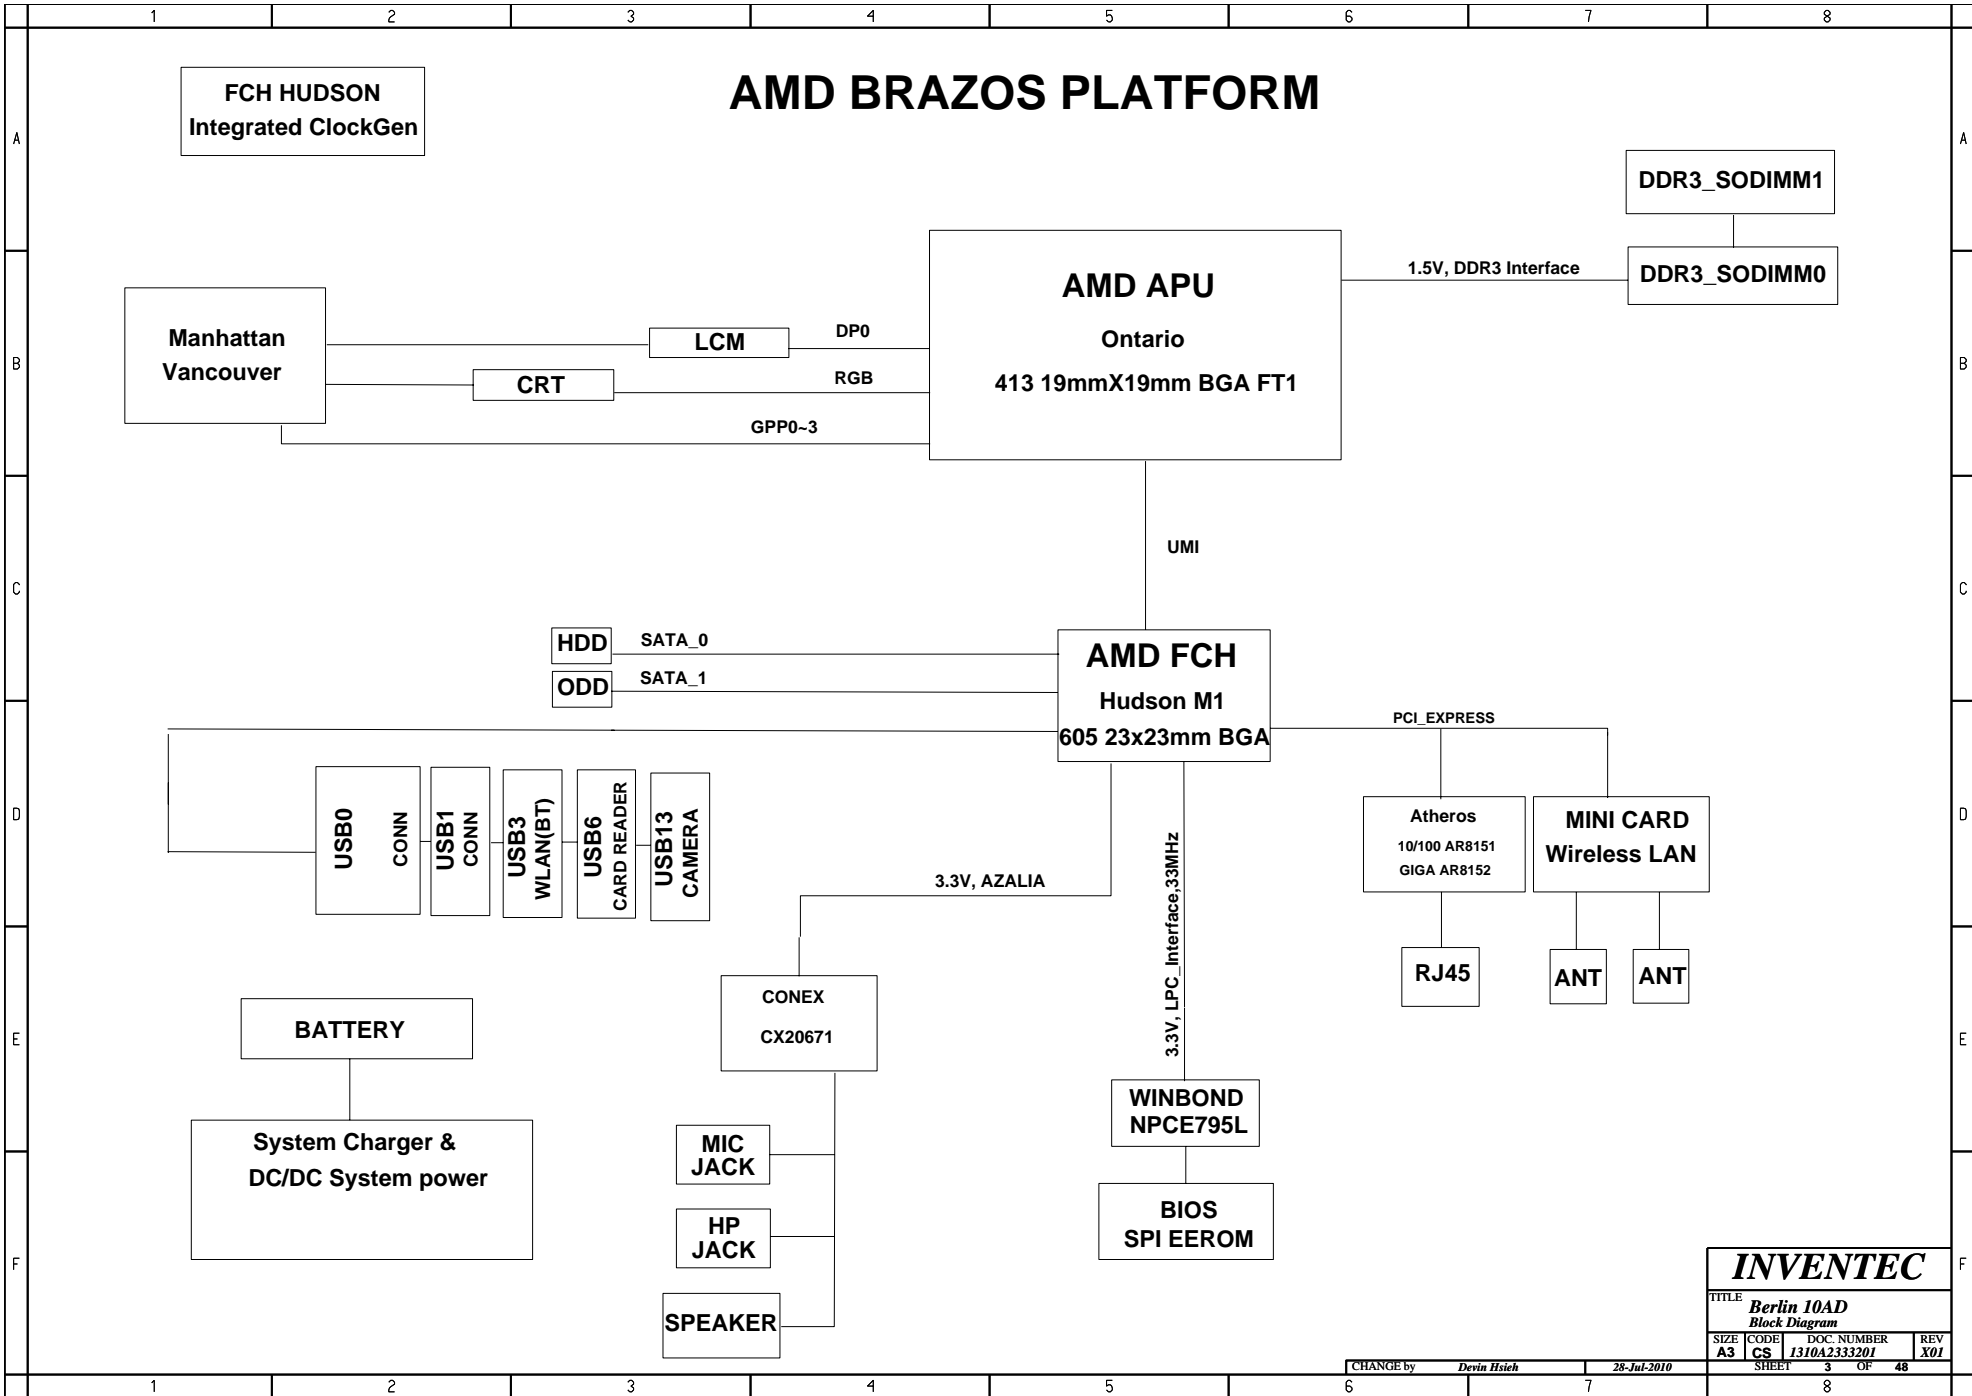 1 2 3 4 5 6 7 8
AMD BRAZOS PLATFORM
FCH HUDSON
Integrated ClockGen
A
A
DDR3_SODIMM1
DDR3_SODIMM0
1.5V, DDR3 Interface
AMD APU
Ontario
413 19mmX19mm BGA FT1
Manhattan
Vancouver
LCM
DP0
CRT
RGB
GPP0~3
B
B
UMI
C
C
HDD
SATA_0
ODD
SATA_1
AMD FCH
Hudson M1
605 23x23mm BGA
PCI_EXPRESS
D
D
USB0
CONN
USB1
CONN
USB3
WLAN(BT)
USB6
CARD READER
USB13
CAMERA
Atheros
10/100 AR8151
GIGA AR8152
MINI CARD
Wireless LAN
3.3V, AZALIA
3.3V, LPC_Interface,33MHz
RJ45
ANT
ANT
CONEX
CX20671
BATTERY
E
E
System Charger &
DC/DC System power
WINBOND
NPCE795L
MIC
JACK
HP
JACK
SPEAKER
BIOS
SPI EEROM
F
F
INVENTEC
TITLE
Berlin 10AD
Block Diagram
SIZE CODE DOC. NUMBER REV
A3 CS 1310A2333201 X01
CHANGE by Devin Hsieh 28-Jul-2010 SHEET 3 OF 48
1 2 3 4 5 6 7 8